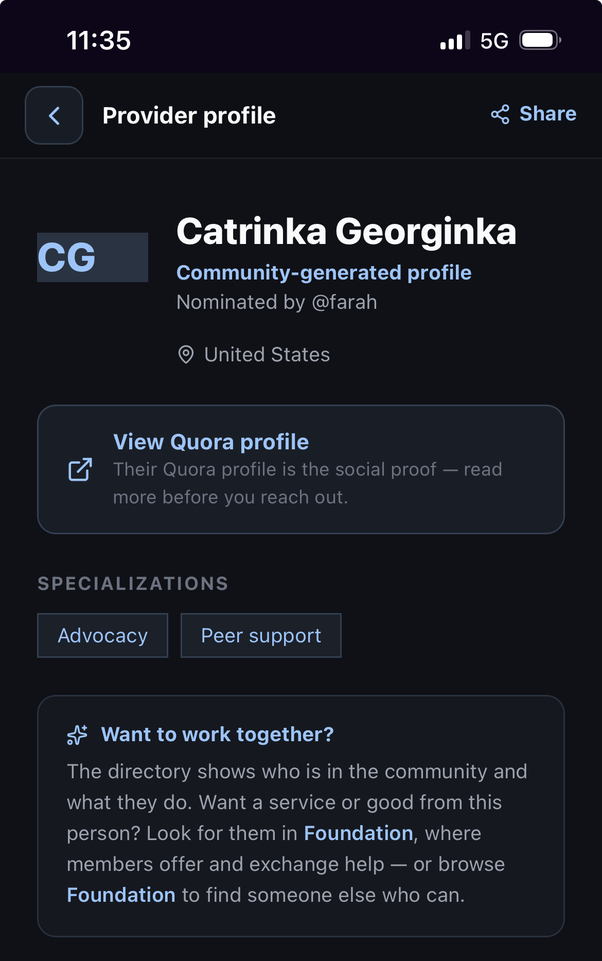 11:35
5G
Provider profile
Share
CG
Catrinka Georginka
Community-generated profile
Nominated by @farah
United States
View Quora profile
Their Quora profile is the social proof — read
more before you reach out.
SPECIALIZATIONS
Advocacy
Peer support
Want to work together?
The directory shows who is in the community and
what they do. Want a service or good from this
person? Look for them in Foundation, where
members offer and exchange help — or browse
Foundation to find someone else who can.